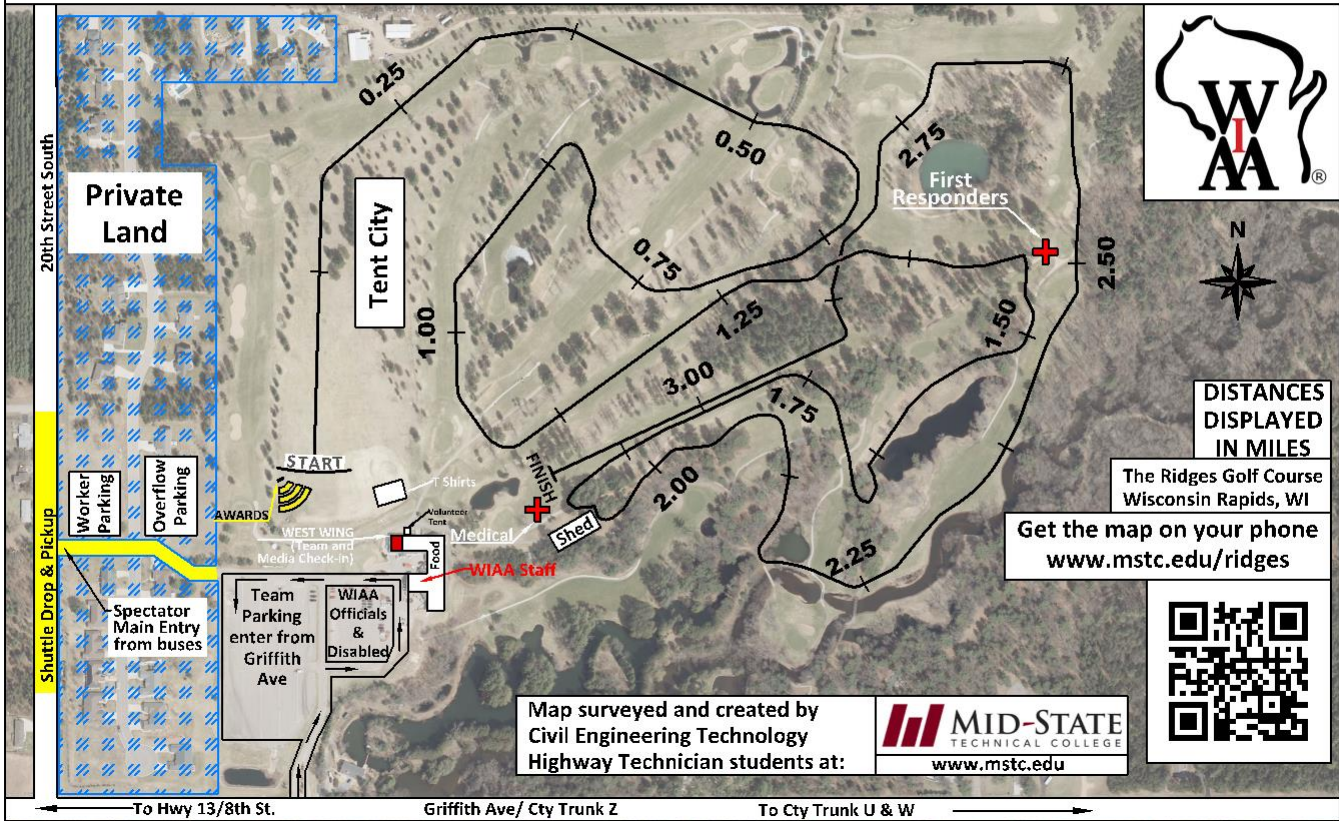 20th Street South
Shuttle Drop & Pickup
Private
Land
0.25
0.50
Tent City
0.75
1.00
1.25
3.00
1.75
2.00
2.25
1.50
2.50
2.75
First
Responders
WIAA
®
N
DISTANCES
DISPLAYED
IN MILES
The Ridges Golf Course
Wisconsin Rapids, WI
Get the map on your phone
www.mstc.edu/ridges
START
FINISH
AWARDS
T Shirts
Volunteer
Tent
WEST WING
(Team and
Media Check-in)
Medical
Shed
Food
WIAA Staff
Worker
Parking
Overflow
Parking
Spectator
Main Entry
from buses
Team
Parking
enter from
Griffith
Ave
WIAA
Officials
&
Disabled
Map surveyed and created by
Civil Engineering Technology
Highway Technician students at:
MID-STATE
TECHNICAL COLLEGE
www.mstc.edu
To Hwy 13/8th St.
Griffith Ave/ Cty Trunk Z
To Cty Trunk U & W